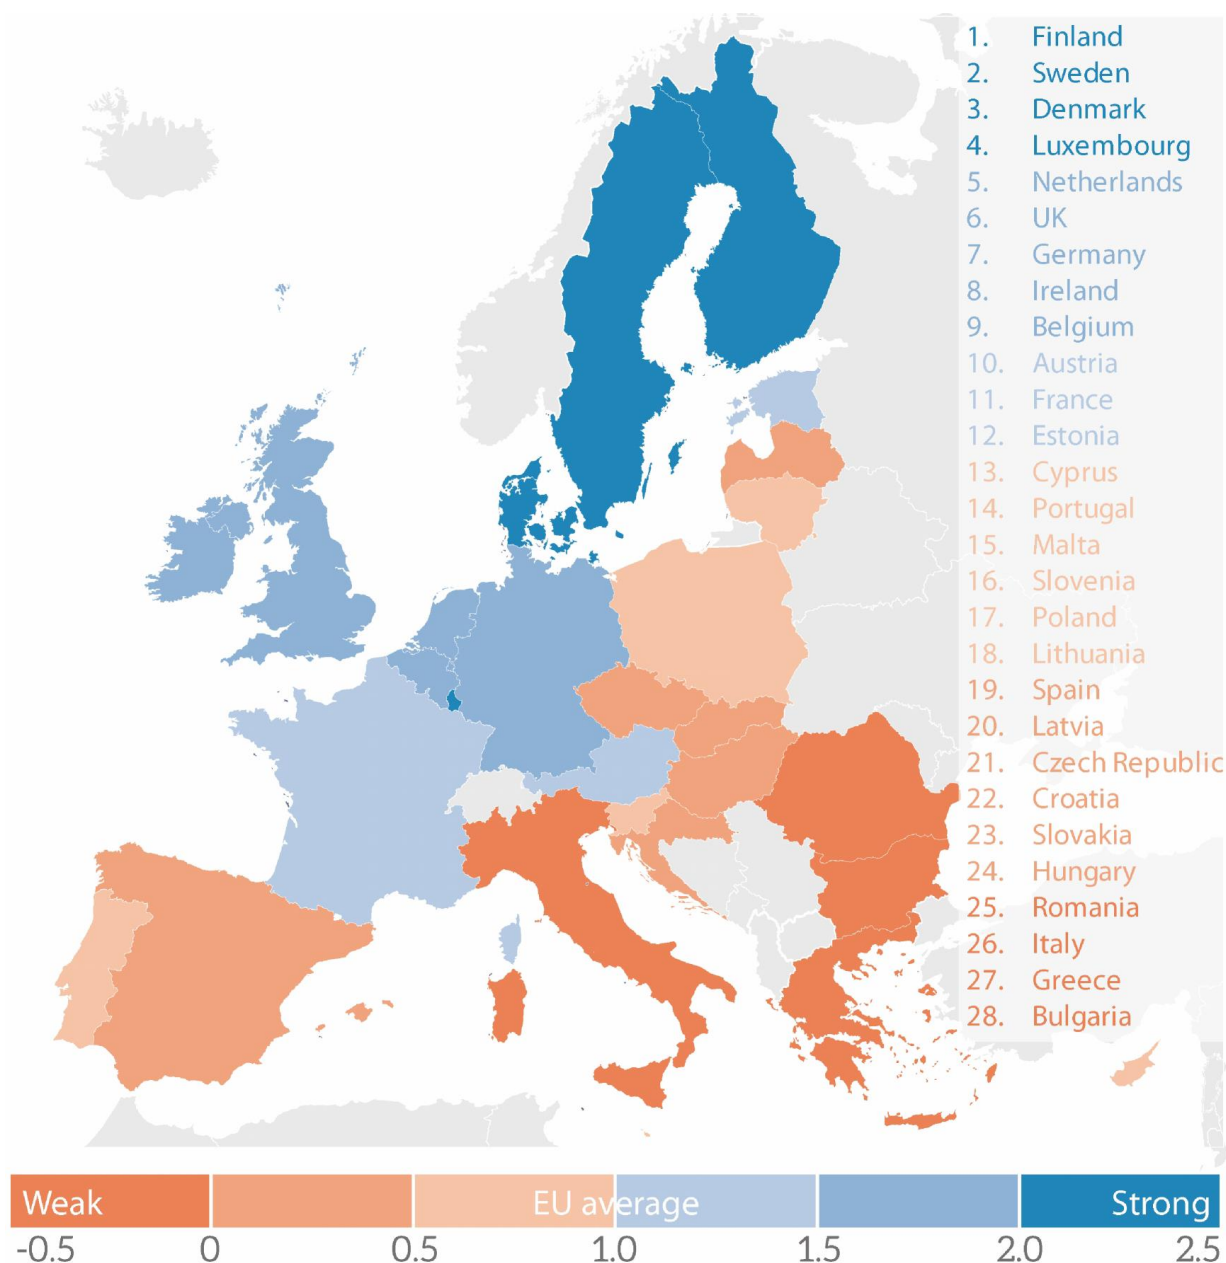 1. Finland
2. Sweden
3. Denmark
4. Luxembourg
5. Netherlands
6. UK
7. Germany
8. Ireland
9. Belgium
10. Austria
11. France
12. Estonia
13. Cyprus
14. Portugal
15. Malta
16. Slovenia
17. Poland
18. Lithuania
19. Spain
20. Latvia
21. Czech Republic
22. Croatia
23. Slovakia
24. Hungary
25. Romania
26. Italy
27. Greece
28. Bulgaria
Weak EU average Strong
-0.5 0 0.5 1.0 1.5 2.0 2.5